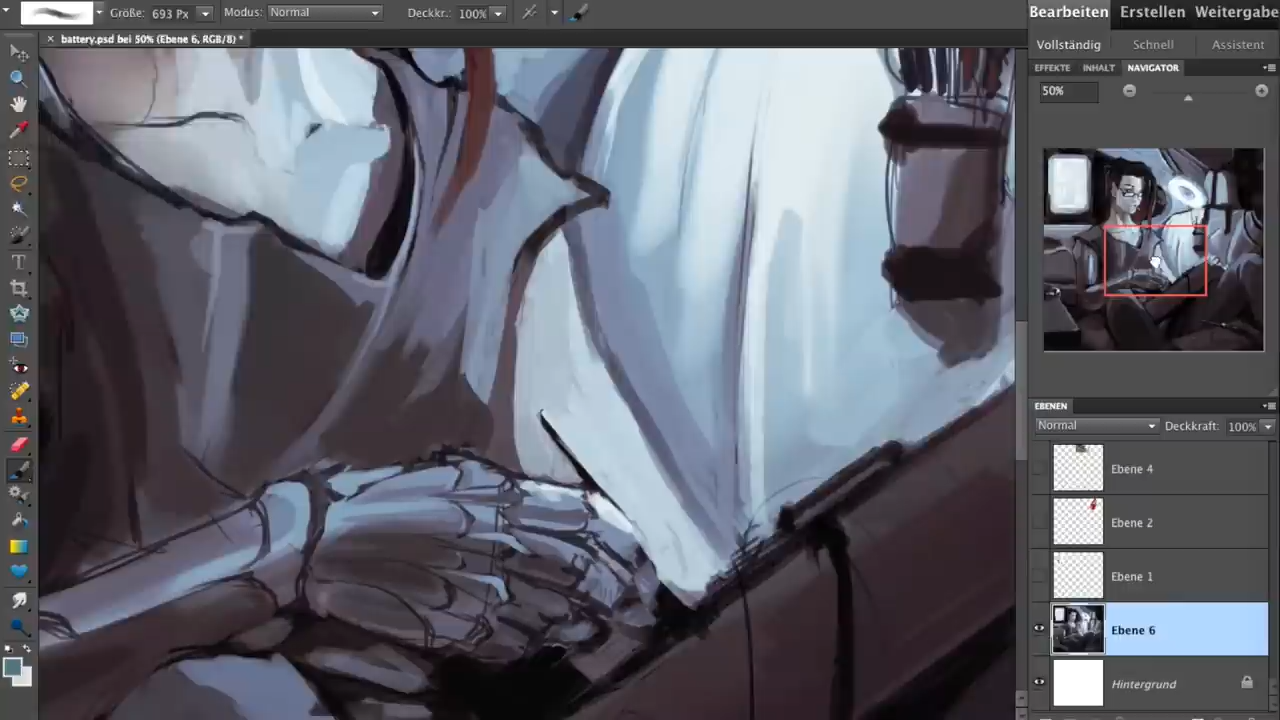 Größe: 693 Px Modus: Normal Deckkr.: 100%
Bearbeiten Erstellen Weitergabe
× battery.psd bei 50% (Ebene 6, RGB/8) *
Vollständig Schnell Assistent
EFFEKTE INHALT NAVIGATOR
50%
EBENEN
Normal Deckkraft: 100%
Ebene 4
Ebene 2
Ebene 1
Ebene 6
Hintergrund